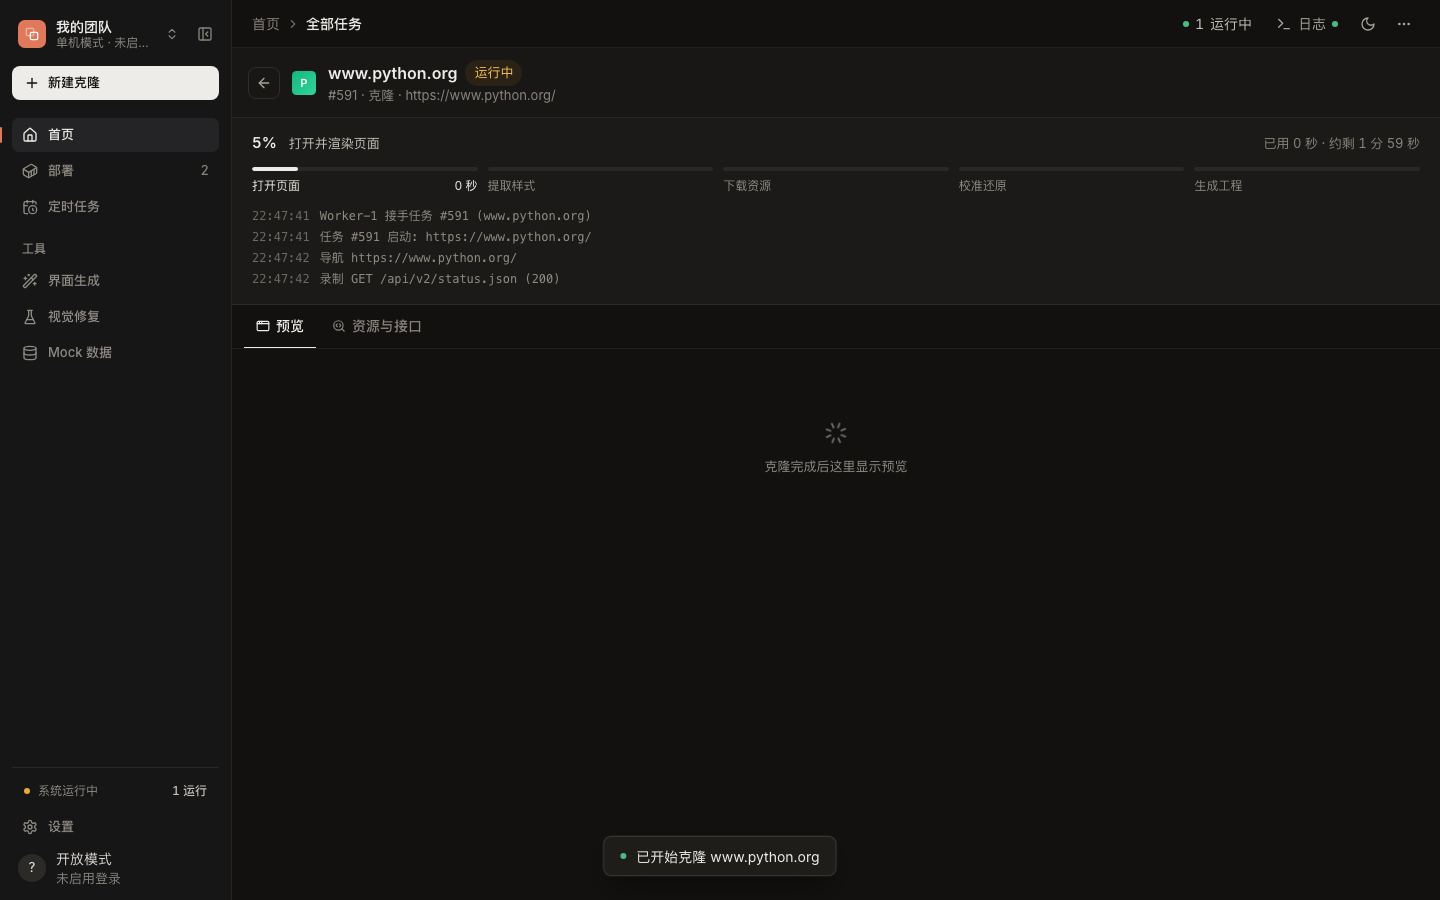 我的团队
单机模式 · 未启...
新建克隆
首页
部署 2
定时任务
工具
界面生成
视觉修复
Mock 数据
系统运行中 1 运行
设置
?
开放模式
未启用登录
首页 > 全部任务
1 运行中
日志
P
www.python.org 运行中
#591 · 克隆 · https://www.python.org/
5% 打开并渲染页面
已用 0 秒 · 约剩 1 分 59 秒
打开页面 0 秒 提取样式 下载资源 校准还原 生成工程
22:47:41 Worker-1 接手任务 #591 (www.python.org)
22:47:41 任务 #591 启动: https://www.python.org/
22:47:42 导航 https://www.python.org/
22:47:42 录制 GET /api/v2/status.json (200)
预览 资源与接口
克隆完成后这里显示预览
已开始克隆 www.python.org